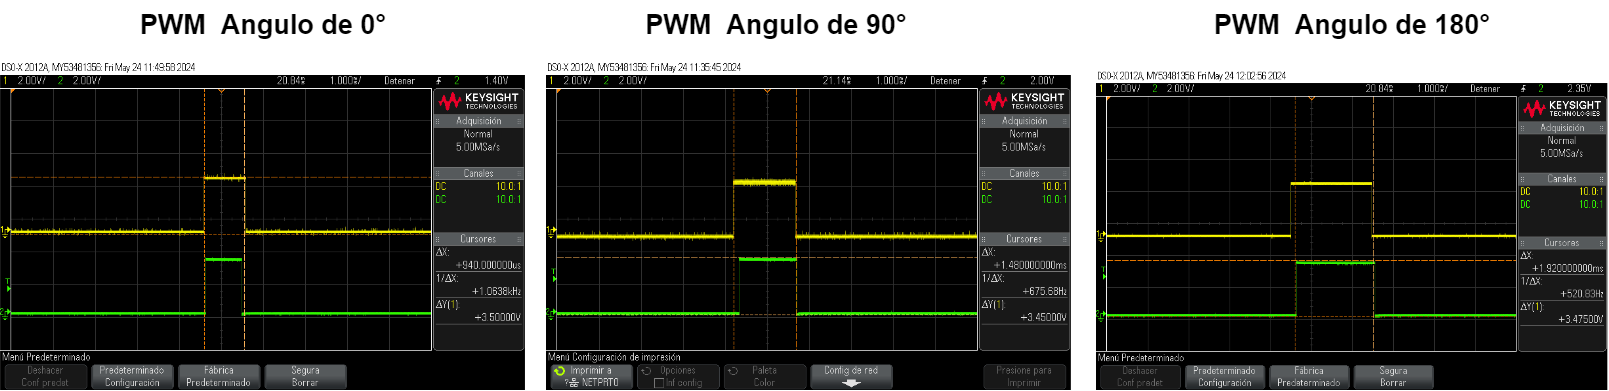 PWM  Angulo de 0°
DSO-X 2012A, MY53481356: Fri May 24 11:49:58 2024
1 2.00V/ 2 2.00V/ 20.84% 1.000%/ Detener 2 1.40V
KEYSIGHT
TECHNOLOGIES
Adquisición
Normal
5.00MSa/s
Canales
DC 10.0:1
DC 10.0:1
Cursores
ΔX:
+940.000000us
1/ΔX:
+1.0638kHz
ΔY(1):
+3.50000V
Menú Predeterminado
Deshacer
Conf predet
Predeterminado
Configuración
Fábrica
Predeterminado
Segura
Borrar
PWM  Angulo de 90°
DSO-X 2012A, MY53481356: Fri May 24 11:35:45 2024
1 2.00V/ 2 2.00V/ 21.14% 1.000%/ Detener 2 2.00V
KEYSIGHT
TECHNOLOGIES
Adquisición
Normal
5.00MSa/s
Canales
DC 10.0:1
DC 10.0:1
Cursores
ΔX:
+1.480000000ms
1/ΔX:
+675.68Hz
ΔY(1):
+3.45000V
Menú Configuración de impresión
Imprimir a
NETPRT0
Opciones
Inf config
Paleta
Color
Config de red
Presione para
Imprimir
PWM  Angulo de 180°
DSO-X 2012A, MY53481356: Fri May 24 12:02:56 2024
1 2.00V/ 2 2.00V/ 20.84% 1.000%/ Detener 2 2.35V
KEYSIGHT
TECHNOLOGIES
Adquisición
Normal
5.00MSa/s
Canales
DC 10.0:1
DC 10.0:1
Cursores
ΔX:
+1.920000000ms
1/ΔX:
+520.83Hz
ΔY(1):
+3.47500V
Menú Predeterminado
Deshacer
Conf predet
Predeterminado
Configuración
Fábrica
Predeterminado
Segura
Borrar